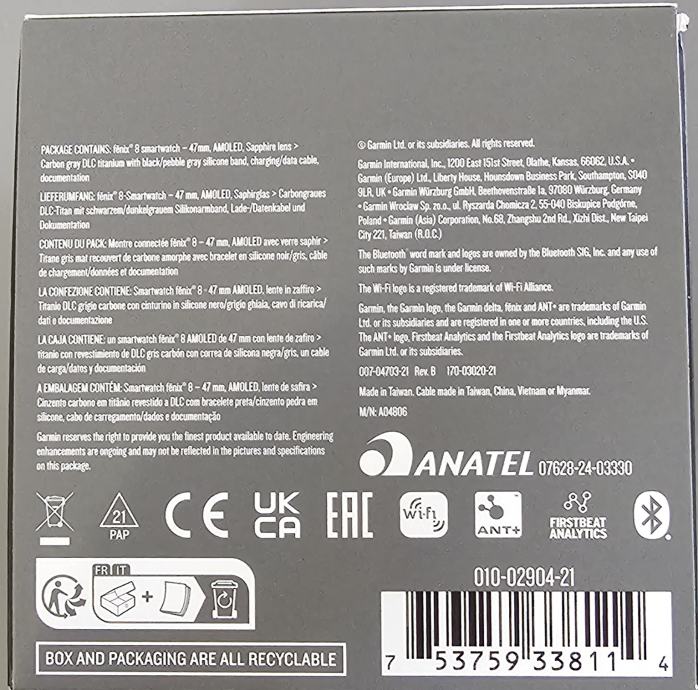 PACKAGE CONTAINS: fēnix® 8 smartwatch – 47mm, AMOLED, Sapphire lens >
Carbon gray DLC titanium with black/pebble gray silicone band, charging/data cable,
documentation
LIEFERUMFANG: fēnix® 8-Smartwatch – 47 mm, AMOLED, Saphirglas > Carbongraues
DLC-Titan mit schwarzem/dunkelgrauem Silikonarmband, Lade-/Datenkabel und
Dokumentation
CONTENU DU PACK: Montre connectée fēnix® 8 – 47 mm, AMOLED avec verre saphir >
Titane gris mat recouvert de carbone amorphe avec bracelet en silicone noir/gris, câble
de chargement/données et documentation
LA CONFEZIONE CONTIENE: Smartwatch fēnix® 8 - 47 mm AMOLED, lente in zaffiro >
Titanio DLC grigio carbone con cinturino in silicone nero/grigio ghiaia, cavo di ricarica/
dati e documentazione
LA CAJA CONTIENE: un smartwatch fēnix® 8 AMOLED de 47 mm con lente de zafiro >
titanio con revestimiento de DLC gris carbón con correa de silicona negra/gris, un cable
de carga/datos y documentación
A EMBALAGEM CONTÉM: Smartwatch fēnix® 8 – 47 mm, AMOLED, lente de safira >
Cinzento carbono em titânio revestido a DLC com bracelete preta/cinzento pedra em
silicone, cabo de carregamento/dados e documentação
Garmin reserves the right to provide you the finest product available to date. Engineering
enhancements are ongoing and may not be reflected in the pictures and specifications
on this package.
© Garmin Ltd. or its subsidiaries. All rights reserved.
Garmin International, Inc., 1200 East 151st Street, Olathe, Kansas, 66062, U.S.A. •
Garmin (Europe) Ltd., Liberty House, Hounsdown Business Park, Southampton, SO40
9LR, UK • Garmin Würzburg GmbH, Beethovenstraße 1a, 97080 Würzburg, Germany
• Garmin Wrocław Sp. zo.o., ul. Ryszarda Chomicza 2, 55-040 Biskupice Podgórne,
Poland • Garmin (Asia) Corporation, No.68, Zhangshu 2nd Rd., Xizhi Dist., New Taipei
City 221, Taiwan (R.O.C.)
The Bluetooth® word mark and logos are owned by the Bluetooth SIG, Inc. and any use of
such marks by Garmin is under license.
The Wi-Fi logo is a registered trademark of Wi-Fi Alliance.
Garmin, the Garmin logo, the Garmin delta, fēnix and ANT+ are trademarks of Garmin
Ltd. or its subsidiaries and are registered in one or more countries, including the U.S.
The ANT+ logo, Firstbeat Analytics and the Firstbeat Analytics logo are trademarks of
Garmin Ltd. or its subsidiaries.
007-04703-21 Rev. B 170-03020-21
Made in Taiwan. Cable made in Taiwan, China, Vietnam or Myanmar.
M/N: A04806
ANATEL 07628-24-03330
21
PAP
CE
UK
CA
EAC
Wi-Fi
ANT+
FIRSTBEAT
ANALYTICS
FR IT
BOX AND PACKAGING ARE ALL RECYCLABLE
010-02904-21
7 53759 33811 4